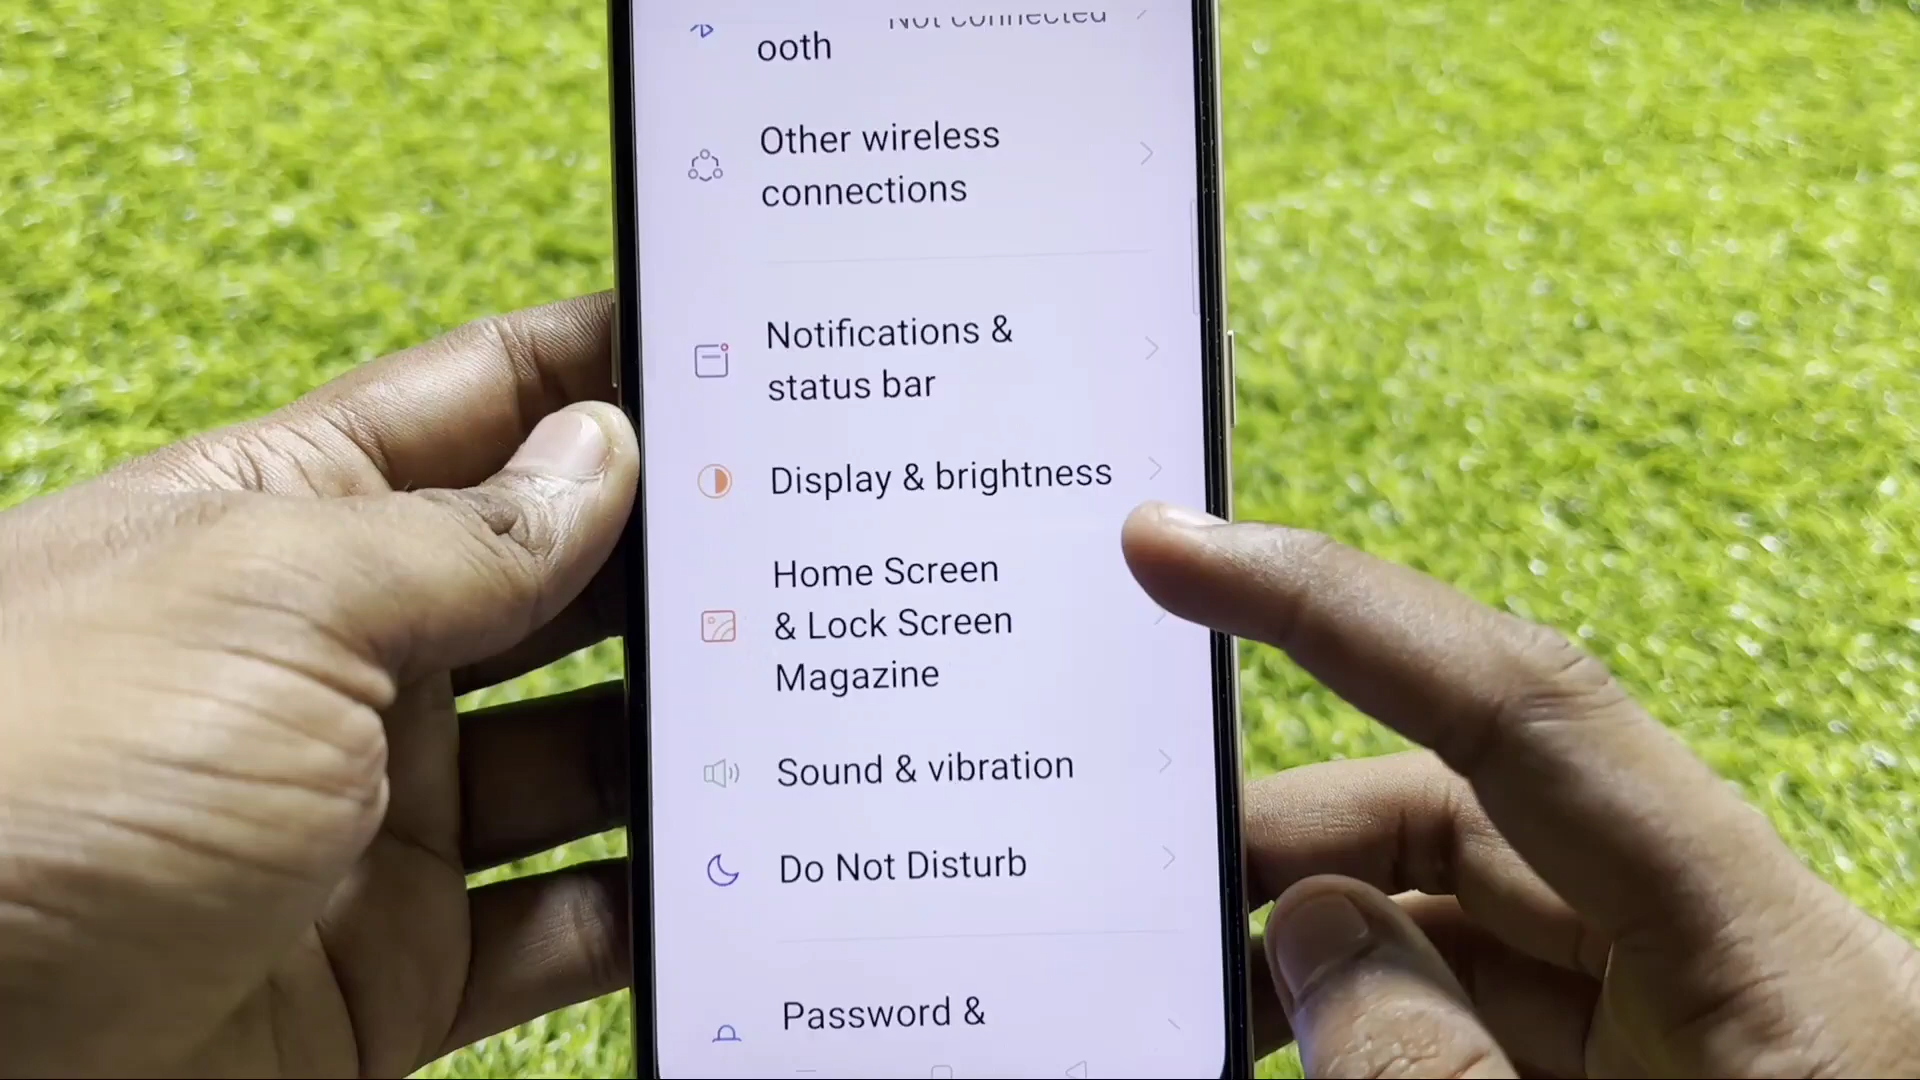 Not connected
ooth
Other wireless
connections
Notifications &
status bar
Display & brightness
Home Screen
& Lock Screen
Magazine
Sound & vibration
Do Not Disturb
Password &